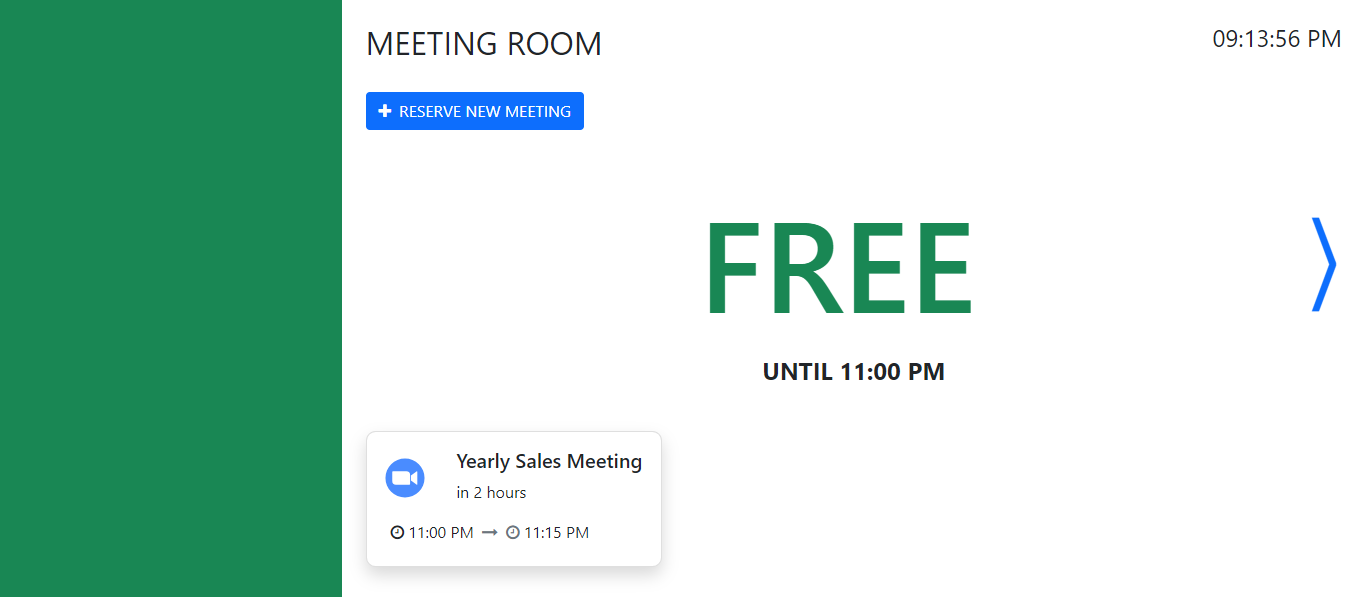 MEETING ROOM
09:13:56 PM
RESERVE NEW MEETING
FREE
UNTIL 11:00 PM
Yearly Sales Meeting
in 2 hours
11:00 PM → 11:15 PM